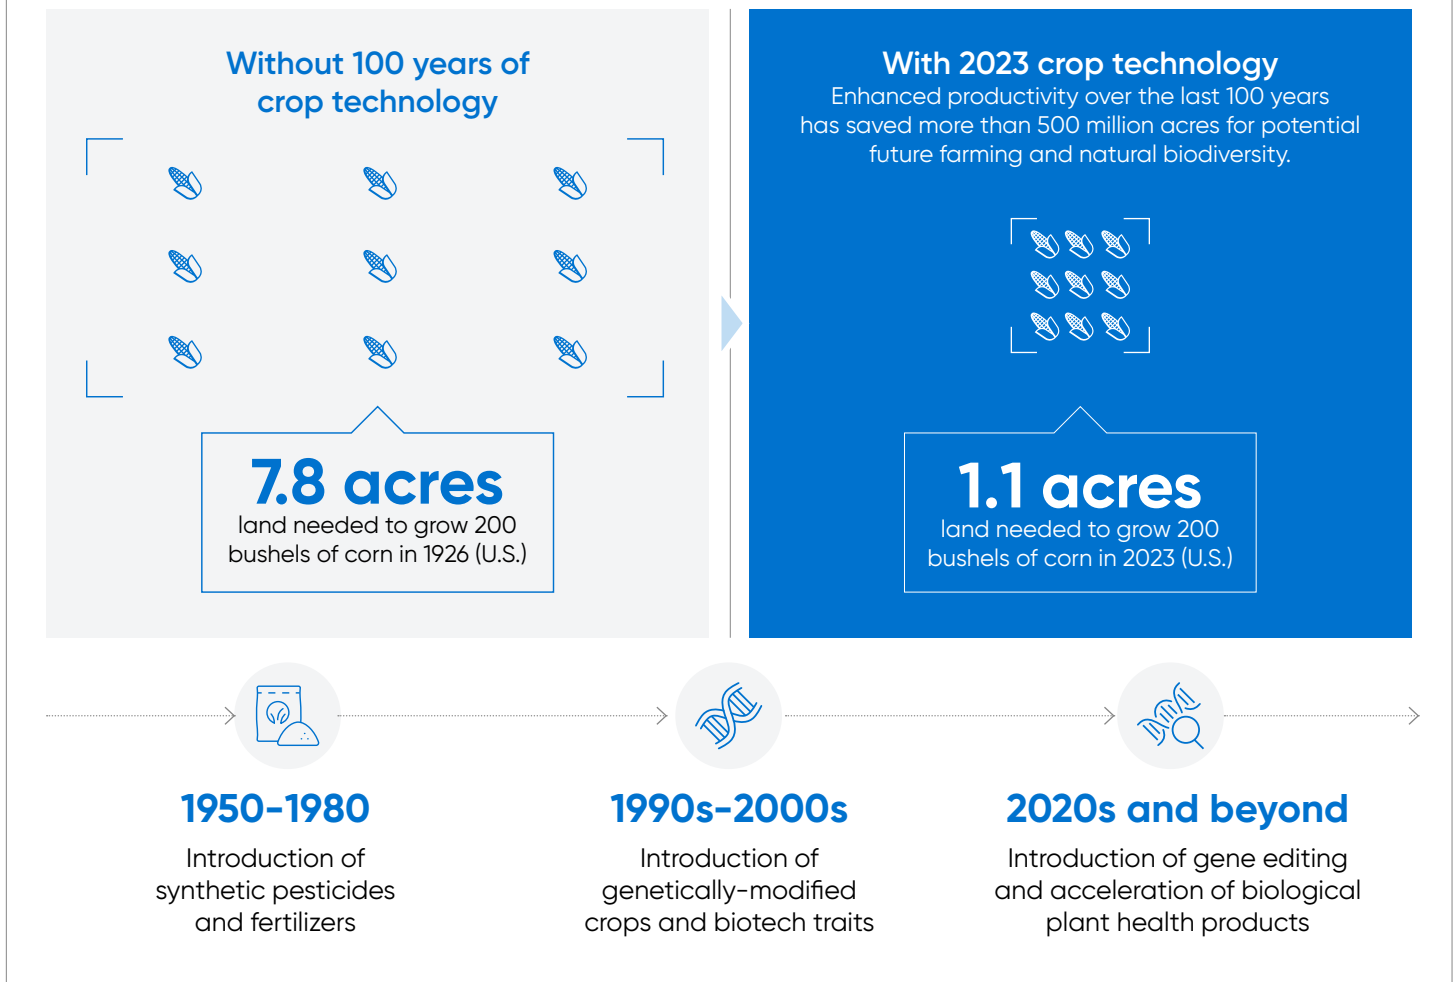 Without 100 years of
crop technology
7.8 acres
land needed to grow 200
bushels of corn in 1926 (U.S.)
With 2023 crop technology
Enhanced productivity over the last 100 years
has saved more than 500 million acres for potential
future farming and natural biodiversity.
1.1 acres
land needed to grow 200
bushels of corn in 2023 (U.S.)
1950-1980
Introduction of
synthetic pesticides
and fertilizers
1990s-2000s
Introduction of
genetically-modified
crops and biotech traits
2020s and beyond
Introduction of gene editing
and acceleration of biological
plant health products